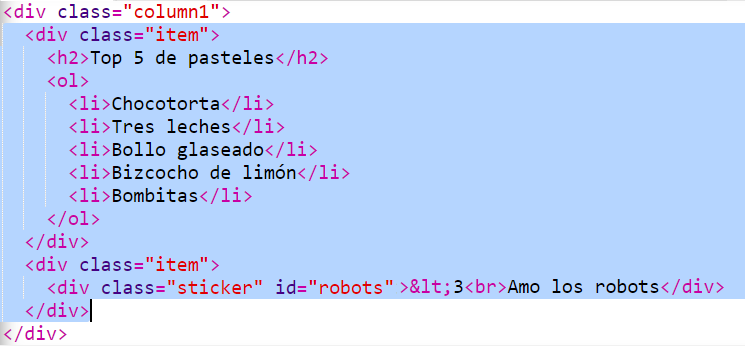 <div class="column1">
<div class="item">
<h2>Top 5 de pasteles</h2>
<ol>
<li>Chocotorta</li>
<li>Tres leches</li>
<li>Bollo glaseado</li>
<li>Bizcocho de limón</li>
<li>Bombitas</li>
</ol>
</div>
<div class="item">
<div class="sticker" id="robots" >&lt;3<br>Amo los robots</div>
</div>
</div>